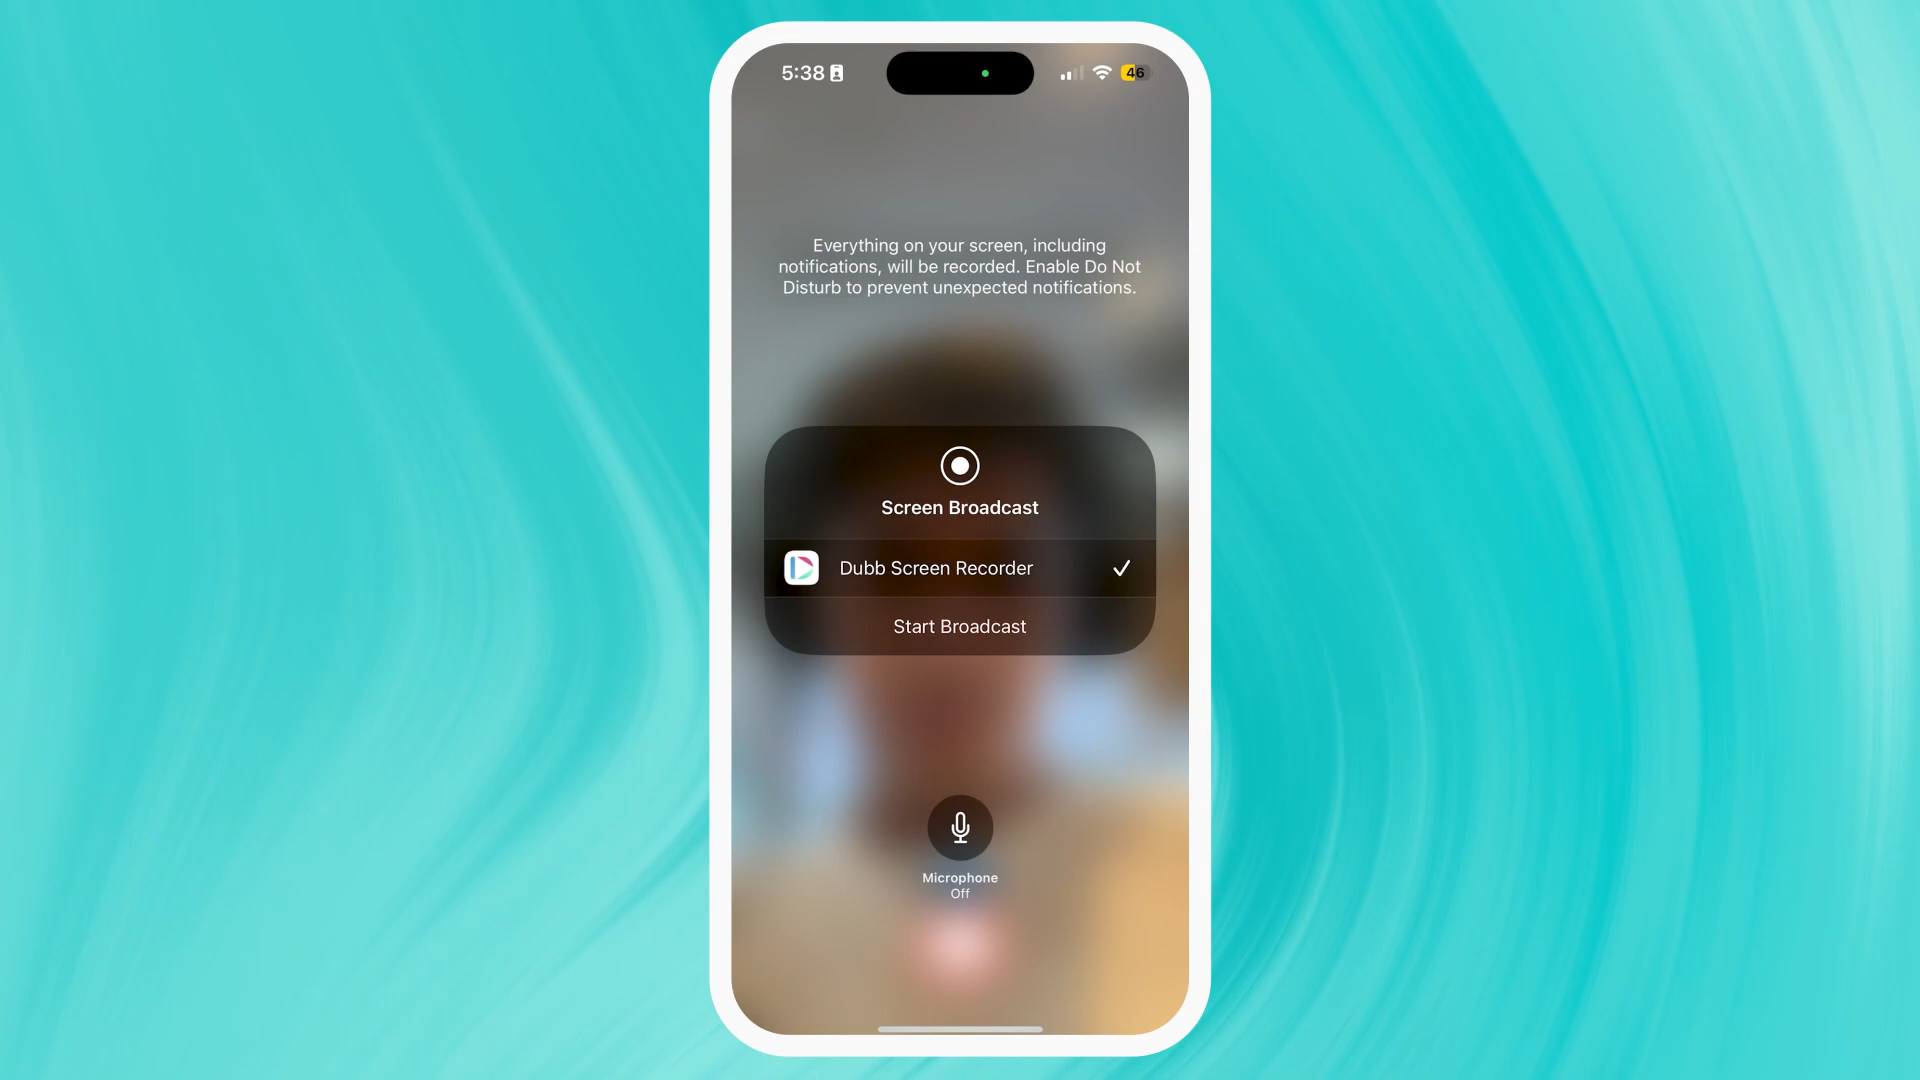 5:38
46
Everything on your screen, including
notifications, will be recorded. Enable Do Not
Disturb to prevent unexpected notifications.
Screen Broadcast
Dubb Screen Recorder
Start Broadcast
Microphone
Off